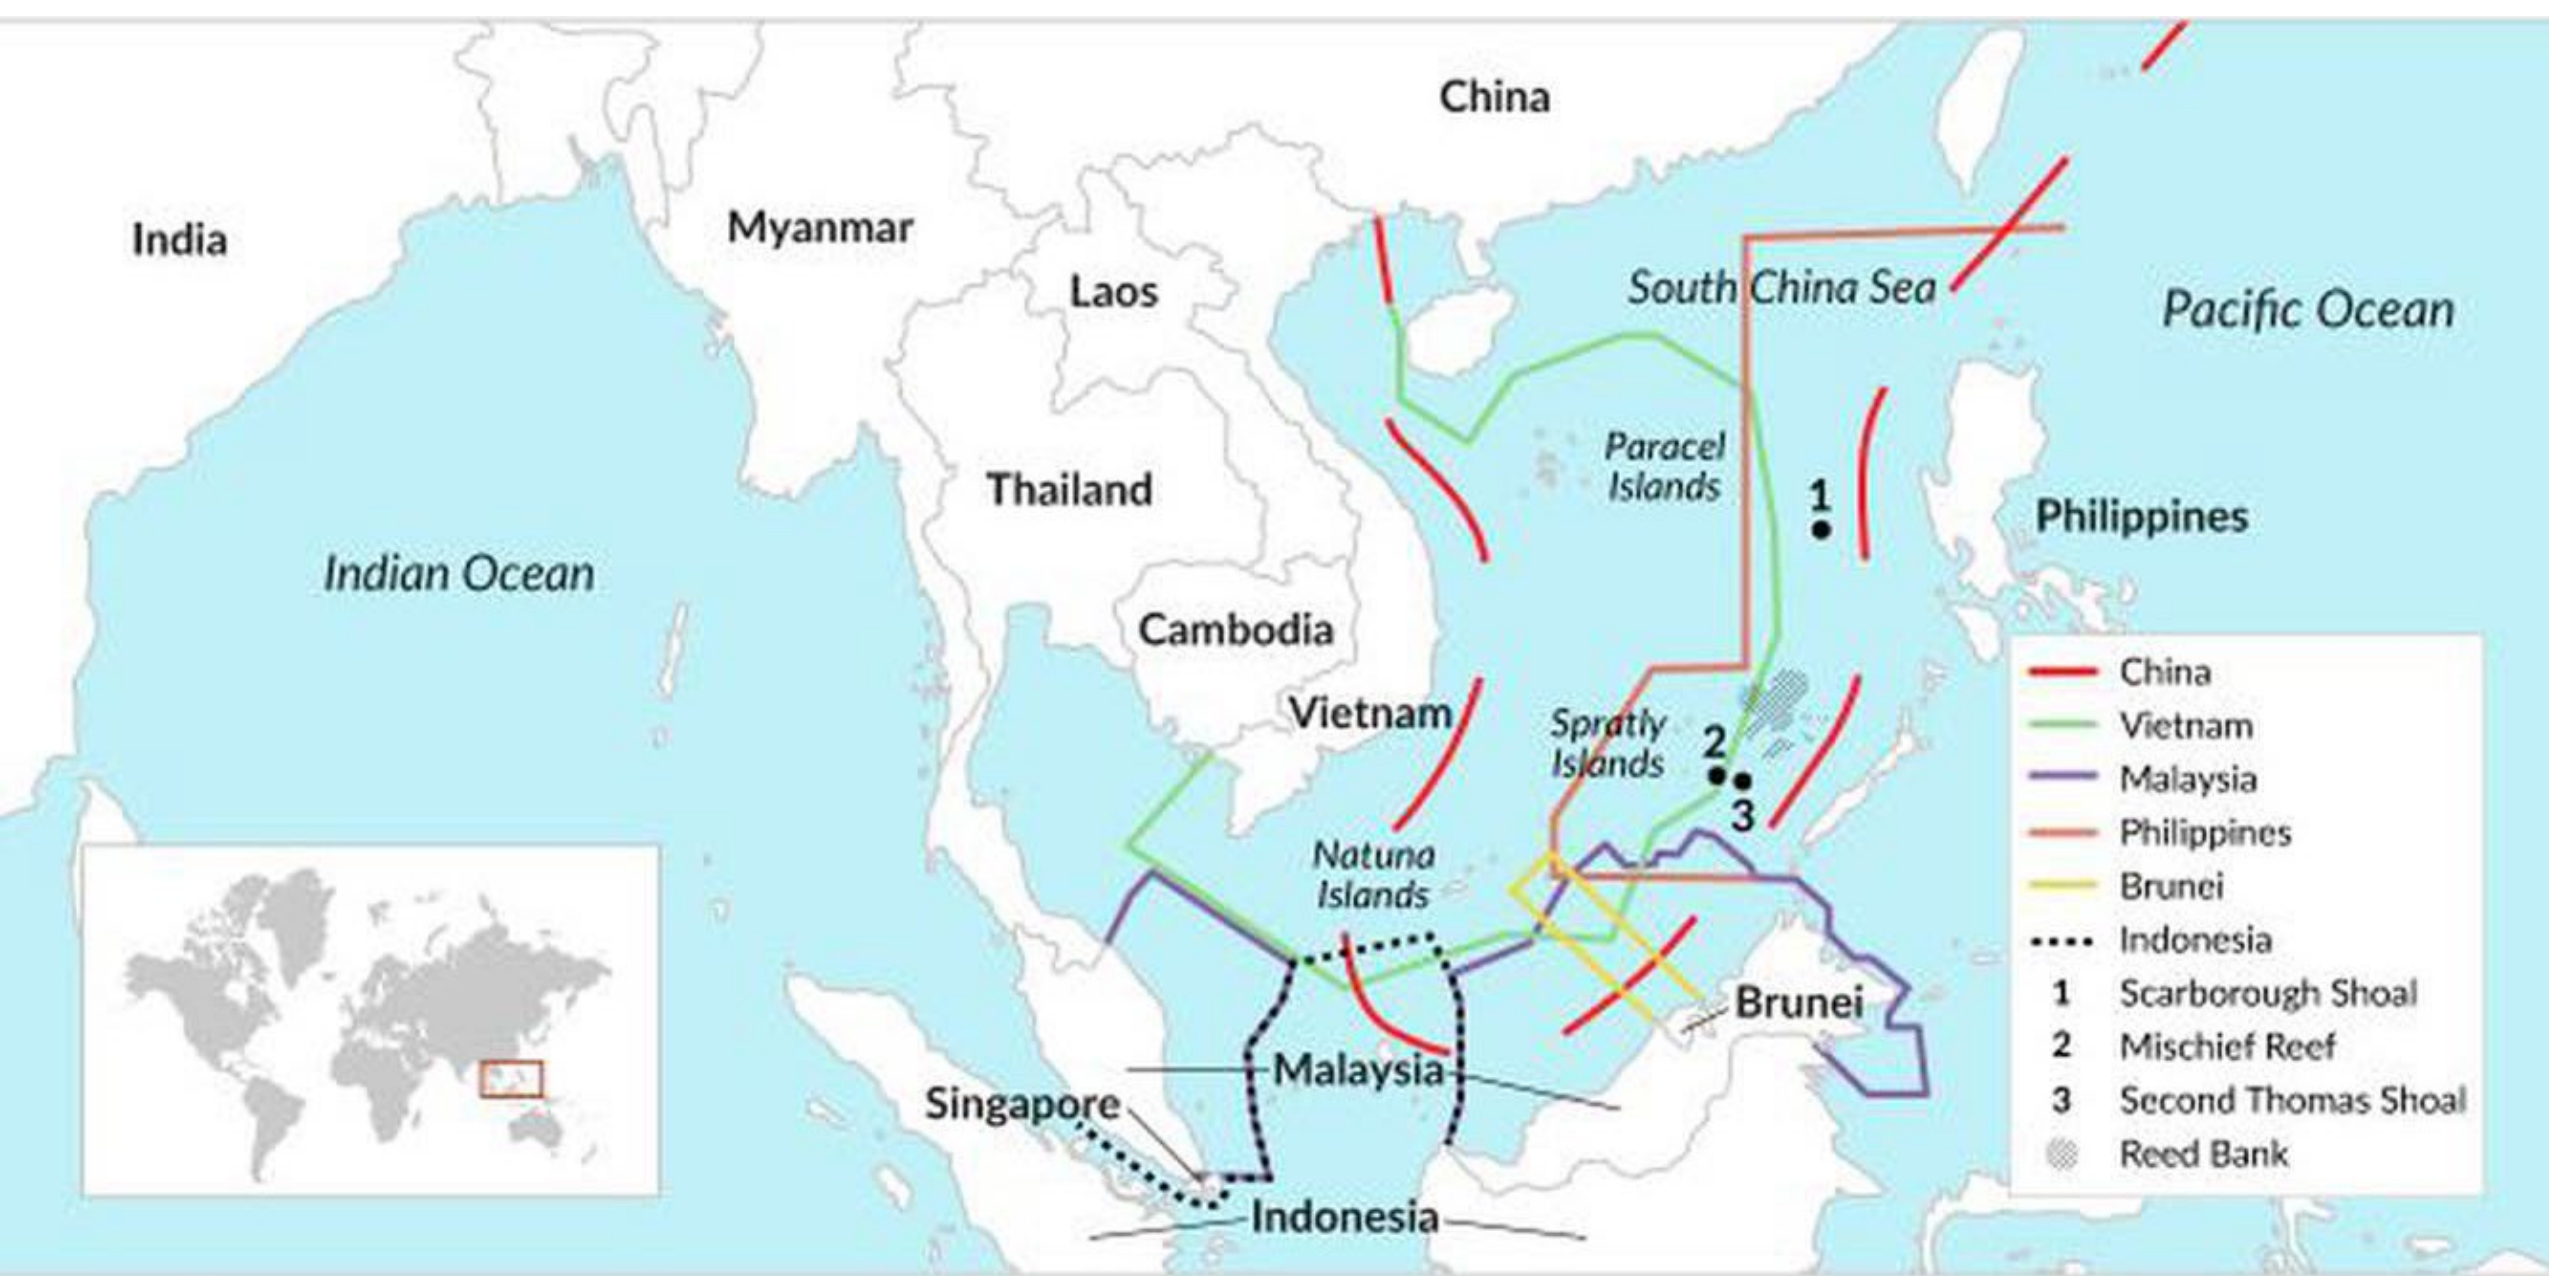 China
India
Myanmar
Laos
South China Sea
Pacific Ocean
Paracel
Islands
Thailand
1
Philippines
Indian Ocean
Cambodia
Vietnam
Spratly
Islands
2
3
Natuna
Islands
Brunei
Malaysia
Singapore
Indonesia
China
Vietnam
Malaysia
Philippines
Brunei
Indonesia
1 Scarborough Shoal
2 Mischief Reef
3 Second Thomas Shoal
Reed Bank